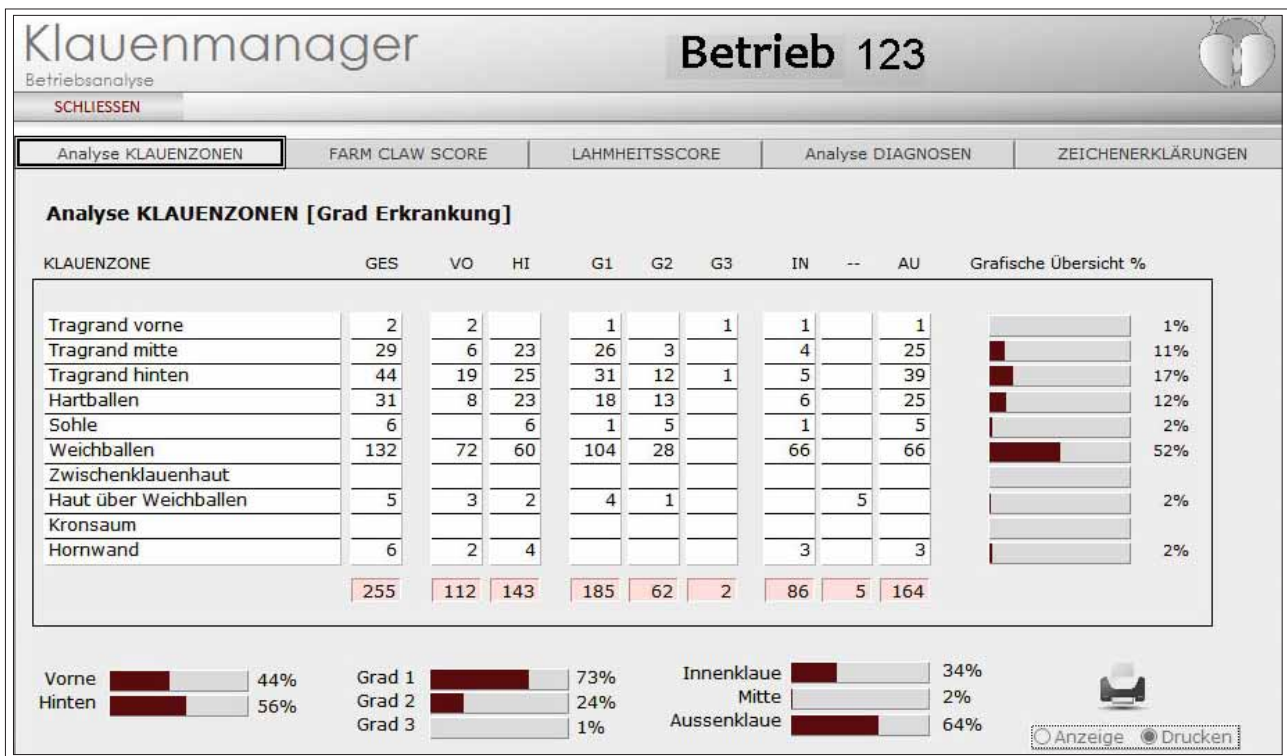 Klauenmanager
Betrieb 123
Betriebsanalyse
SCHLIESSEN
Analyse KLAUENZONEN FARM CLAW SCORE LAHMHEITSSCORE Analyse DIAGNOSEN ZEICHENERKLÄRUNGEN
Analyse KLAUENZONEN [Grad Erkrankung]
KLAUENZONE GES VO HI G1 G2 G3 IN -- AU Grafische Übersicht %
Tragrand vorne 2 2 1 1 1 1 1%
Tragrand mitte 29 6 23 26 3 4 25 11%
Tragrand hinten 44 19 25 31 12 1 5 39 17%
Hartballen 31 8 23 18 13 6 25 12%
Sohle 6 6 1 5 1 5 2%
Weichballen 132 72 60 104 28 66 66 52%
Zwischenklauenhaut
Haut über Weichballen 5 3 2 4 1 5 2%
Kronsaum
Hornwand 6 2 4 3 3 2%
255 112 143 185 62 2 86 5 164
Vorne 44% Grad 1 73% Innenklaue 34%
Hinten 56% Grad 2 24% Mitte 2%
Grad 3 1% Aussenklaue 64%
Anzeige Drucken